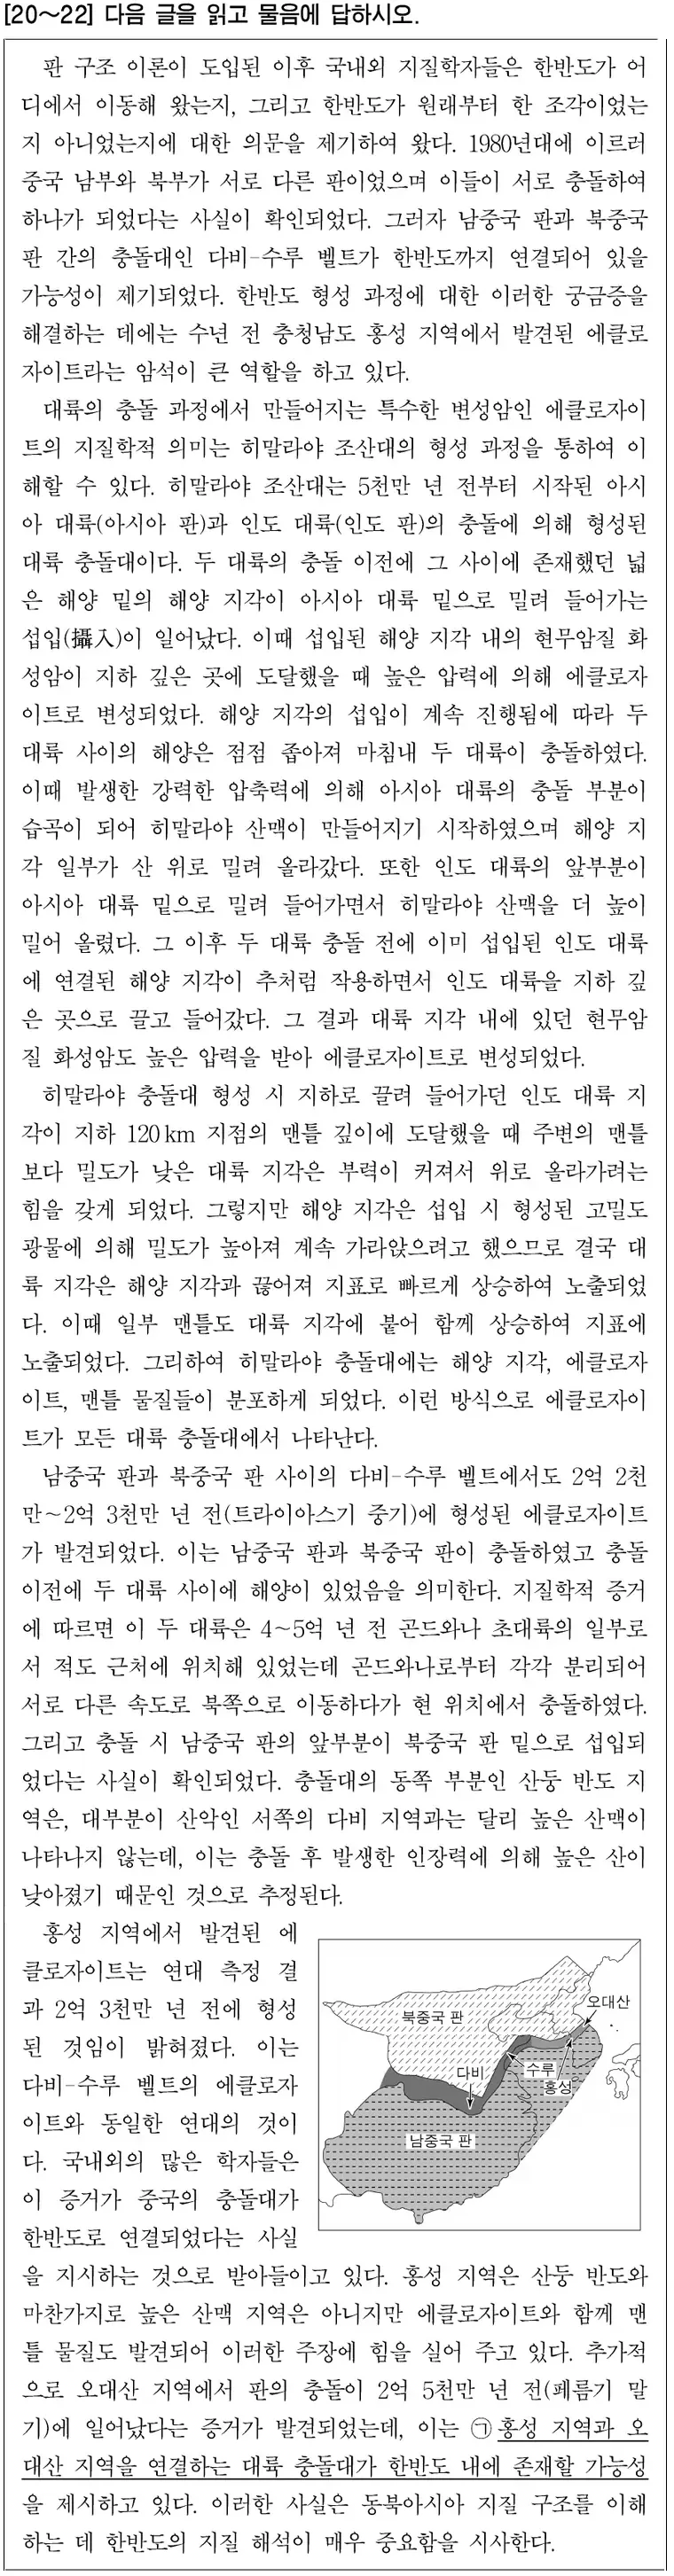 [20～22] 다음 글을 읽고 물음에 답하시오.
판 구조 이론이 도입된 이후 국내외 지질학자들은 한반도가 어
디에서 이동해 왔는지, 그리고 한반도가 원래부터 한 조각이었는
지 아니었는지에 대한 의문을 제기하여 왔다. 1980년대에 이르러
중국 남부와 북부가 서로 다른 판이었으며 이들이 서로 충돌하여
하나가 되었다는 사실이 확인되었다. 그러자 남중국 판과 북중국
판 간의 충돌대인 다비-수루 벨트가 한반도까지 연결되어 있을
가능성이 제기되었다. 한반도 형성 과정에 대한 이러한 궁금증을
해결하는 데에는 수년 전 충청남도 홍성 지역에서 발견된 에클로
자이트라는 암석이 큰 역할을 하고 있다.
대륙의 충돌 과정에서 만들어지는 특수한 변성암인 에클로자이
트의 지질학적 의미는 히말라야 조산대의 형성 과정을 통하여 이
해할 수 있다. 히말라야 조산대는 5천만 년 전부터 시작된 아시
아 대륙(아시아 판)과 인도 대륙(인도 판)의 충돌에 의해 형성된
대륙 충돌대이다. 두 대륙의 충돌 이전에 그 사이에 존재했던 넓
은 해양 밑의 해양 지각이 아시아 대륙 밑으로 밀려 들어가는
섭입(攝入)이 일어났다. 이때 섭입된 해양 지각 내의 현무암질 화
성암이 지하 깊은 곳에 도달했을 때 높은 압력에 의해 에클로자
이트로 변성되었다. 해양 지각의 섭입이 계속 진행됨에 따라 두
대륙 사이의 해양은 점점 좁아져 마침내 두 대륙이 충돌하였다.
이때 발생한 강력한 압축력에 의해 아시아 대륙의 충돌 부분이
습곡이 되어 히말라야 산맥이 만들어지기 시작하였으며 해양 지
각 일부가 산 위로 밀려 올라갔다. 또한 인도 대륙의 앞부분이
아시아 대륙 밑으로 밀려 들어가면서 히말라야 산맥을 더 높이
밀어 올렸다. 그 이후 두 대륙 충돌 전에 이미 섭입된 인도 대륙
에 연결된 해양 지각이 추처럼 작용하면서 인도 대륙을 지하 깊
은 곳으로 끌고 들어갔다. 그 결과 대륙 지각 내에 있던 현무암
질 화성암도 높은 압력을 받아 에클로자이트로 변성되었다.
히말라야 충돌대 형성 시 지하로 끌려 들어가던 인도 대륙 지
각이 지하 120km 지점의 맨틀 깊이에 도달했을 때 주변의 맨틀
보다 밀도가 낮은 대륙 지각은 부력이 커져서 위로 올라가려는
힘을 갖게 되었다. 그렇지만 해양 지각은 섭입 시 형성된 고밀도
광물에 의해 밀도가 높아져 계속 가라앉으려고 했으므로 결국 대
륙 지각은 해양 지각과 끊어져 지표로 빠르게 상승하여 노출되었
다. 이때 일부 맨틀도 대륙 지각에 붙어 함께 상승하여 지표에
노출되었다. 그리하여 히말라야 충돌대에는 해양 지각, 에클로자
이트, 맨틀 물질들이 분포하게 되었다. 이런 방식으로 에클로자이
트가 모든 대륙 충돌대에서 나타난다.
남중국 판과 북중국 판 사이의 다비-수루 벨트에서도 2억 2천
만～2억 3천만 년 전(트라이아스기 중기)에 형성된 에클로자이트
가 발견되었다. 이는 남중국 판과 북중국 판이 충돌하였고 충돌
이전에 두 대륙 사이에 해양이 있었음을 의미한다. 지질학적 증거
에 따르면 이 두 대륙은 4～5억 년 전 곤드와나 초대륙의 일부로
서 적도 근처에 위치해 있었는데 곤드와나로부터 각각 분리되어
서로 다른 속도로 북쪽으로 이동하다가 현 위치에서 충돌하였다.
그리고 충돌 시 남중국 판의 앞부분이 북중국 판 밑으로 섭입되
었다는 사실이 확인되었다. 충돌대의 동쪽 부분인 산둥 반도 지
역은, 대부분이 산악인 서쪽의 다비 지역과는 달리 높은 산맥이
나타나지 않는데, 이는 충돌 후 발생한 인장력에 의해 높은 산이
낮아졌기 때문인 것으로 추정된다.
홍성 지역에서 발견된 에
클로자이트는 연대 측정 결
과 2억 3천만 년 전에 형성
된 것임이 밝혀졌다. 이는
다비-수루 벨트의 에클로자
이트와 동일한 연대의 것이
다. 국내외의 많은 학자들은
이 증거가 중국의 충돌대가
한반도로 연결되었다는 사실
을 지시하는 것으로 받아들이고 있다. 홍성 지역은 산둥 반도와
마찬가지로 높은 산맥 지역은 아니지만 에클로자이트와 함께 맨
틀 물질도 발견되어 이러한 주장에 힘을 실어 주고 있다. 추가적
으로 오대산 지역에서 판의 충돌이 2억 5천만 년 전(페름기 말
기)에 일어났다는 증거가 발견되었는데, 이는 ㉠홍성 지역과 오
대산 지역을 연결하는 대륙 충돌대가 한반도 내에 존재할 가능성
을 제시하고 있다. 이러한 사실은 동북아시아 지질 구조를 이해
하는 데 한반도의 지질 해석이 매우 중요함을 시사한다.
오대산
북중국 판
다비
수루
홍성
남중국 판